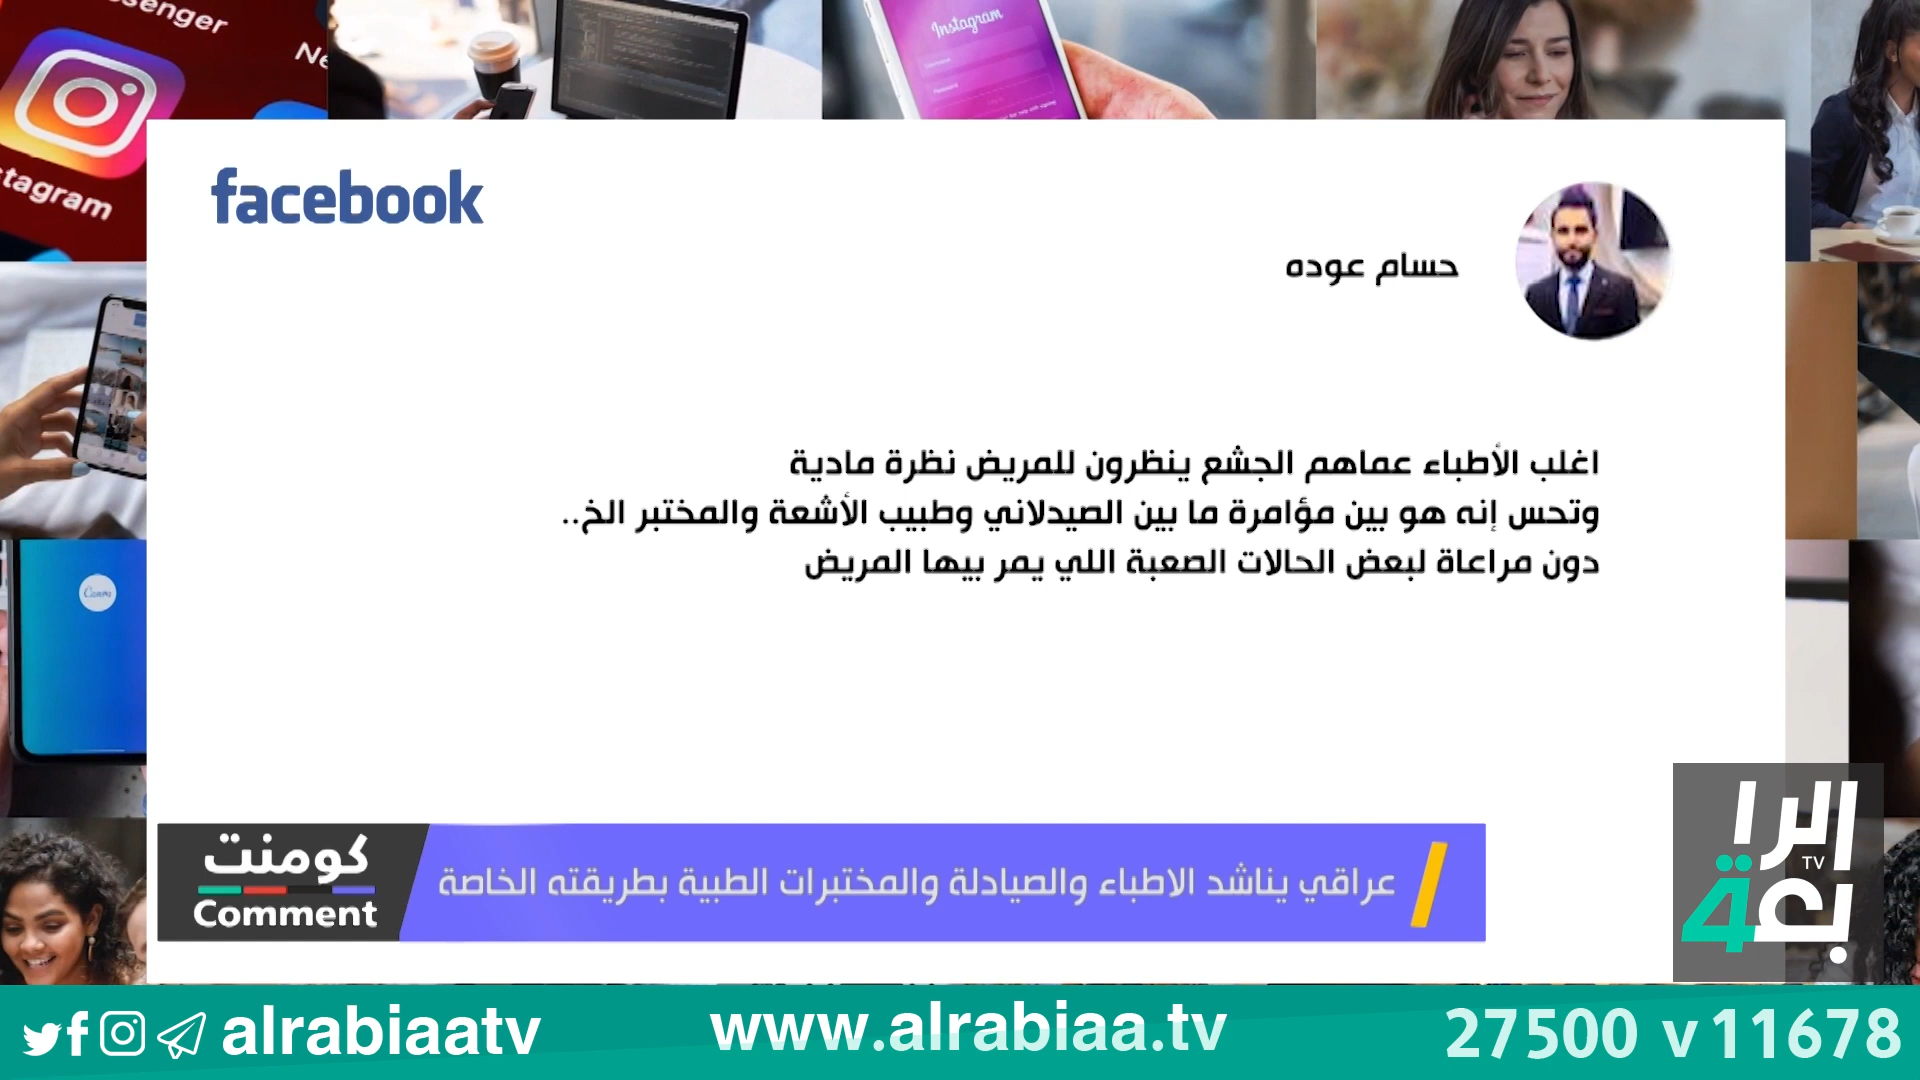 Instagram
facebook
حسام عوده
اغلب الأطباء عماهم الجشع ينظرون للمريض نظرة مادية
وتحس إنه هو بين مؤامرة ما بين الصيدلاني وطبيب الأشعة والمختبر الخ..
دون مراعاة لبعض الحالات الصعبة اللي يمر بيها المريض
Canva
عراقي يناشد الاطباء والصيادلة والمختبرات الطبية بطريقته الخاصة
كومنت
Comment
الرابعة
TV
alrabiaatv
www.alrabiaa.tv
27500 v 11678